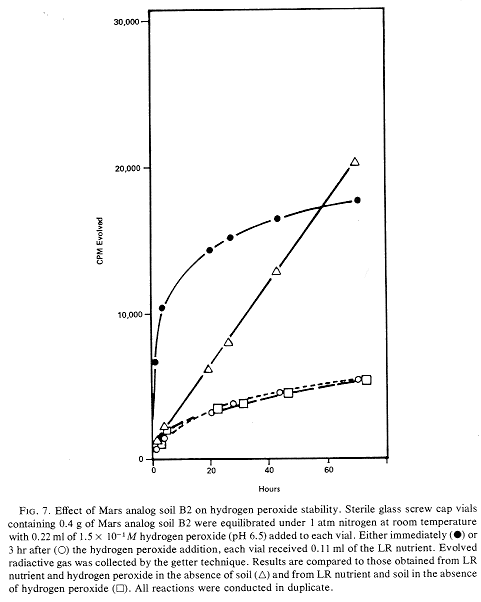 30,000
20,000
CPM Evolved
10,000
0
0 20 40 60
Hours
FIG. 7. Effect of Mars analog soil B2 on hydrogen peroxide stability. Sterile glass screw cap vials
containing 0.4 g of Mars analog soil B2 were equilibrated under 1 atm nitrogen at room temperature
with 0.22 ml of 1.5 × 10⁻¹ M hydrogen peroxide (pH 6.5) added to each vial. Either immediately (●) or
3 hr after (○) the hydrogen peroxide addition, each vial received 0.11 ml of the LR nutrient. Evolved
radiactive gas was collected by the getter technique. Results are compared to those obtained from LR
nutrient and hydrogen peroxide in the absence of soil (△) and from LR nutrient and soil in the absence
of hydrogen peroxide (□). All reactions were conducted in duplicate.